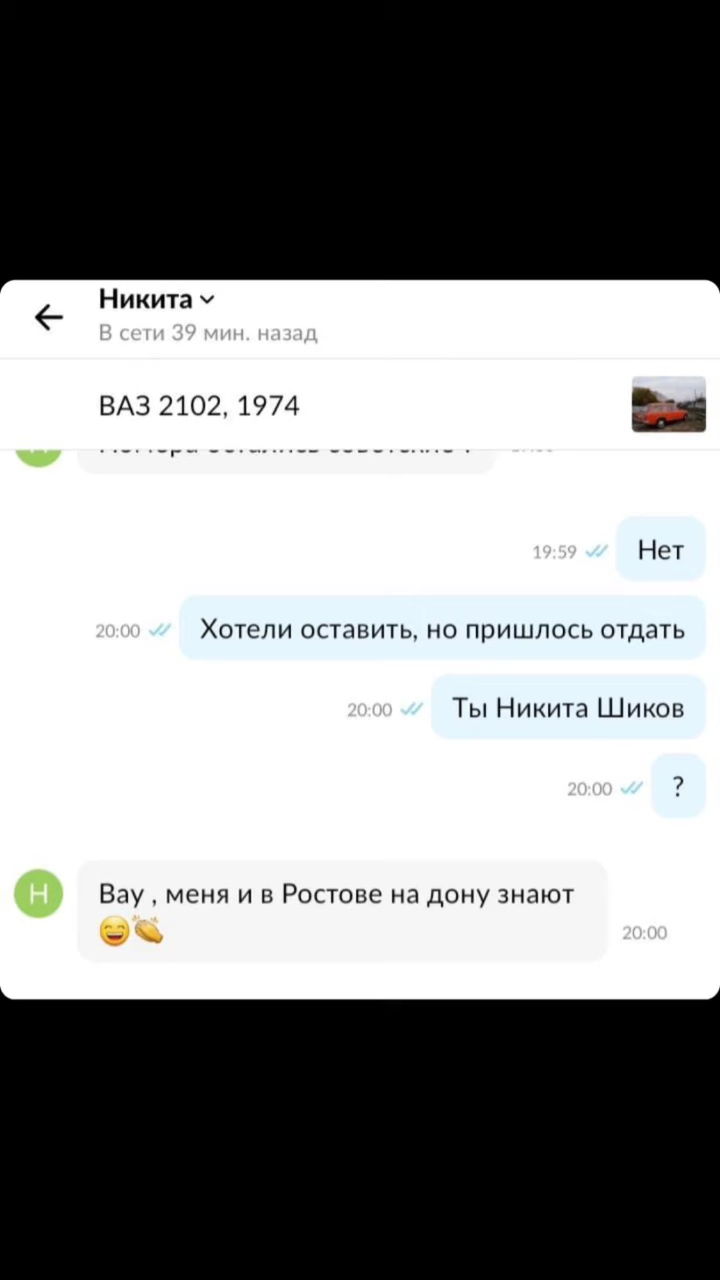 Никита
В сети 39 мин. назад
ВАЗ 2102, 1974
19:59 Нет
20:00 Хотели оставить, но пришлось отдать
20:00 Ты Никита Шиков
20:00 ?
Н
Вау , меня и в Ростове на дону знают
😄👏
20:00